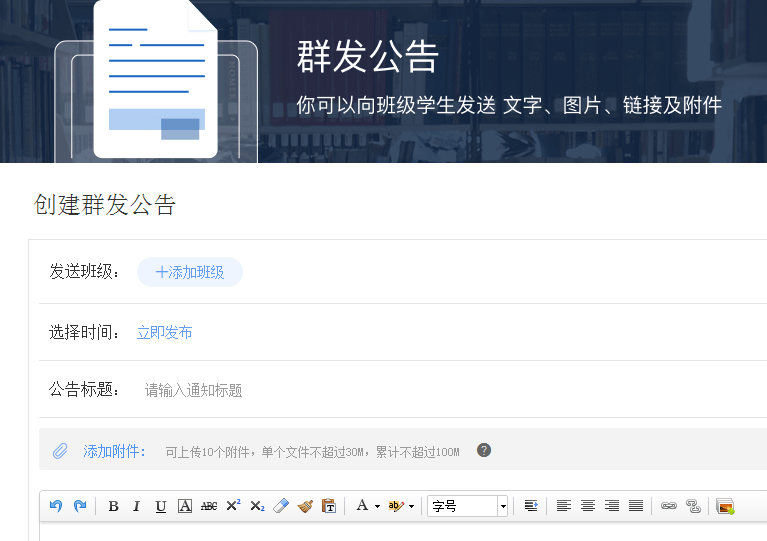 群发公告
你可以向班级学生发送 文字、图片、链接及附件
创建群发公告
发送班级： +添加班级
选择时间： 立即发布
公告标题： 请输入通知标题
添加附件： 可上传10个附件，单个文件不超过30M，累计不超过100M ?
B I U A ABC X² X₂ T A ab 字号